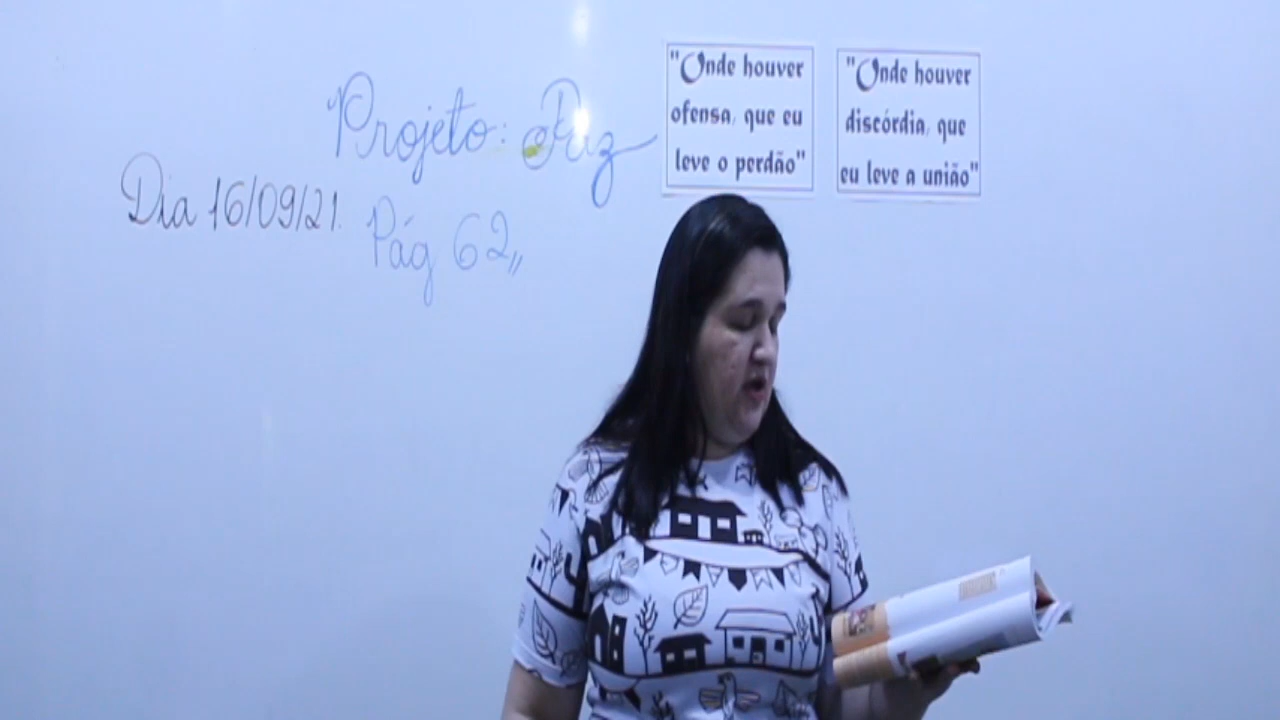 Projeto: Paz
Dia 16/09/21. Pág 62,,
"Onde houver
ofensa, que eu
leve o perdão"
"Onde houver
discórdia, que
eu leve a união"